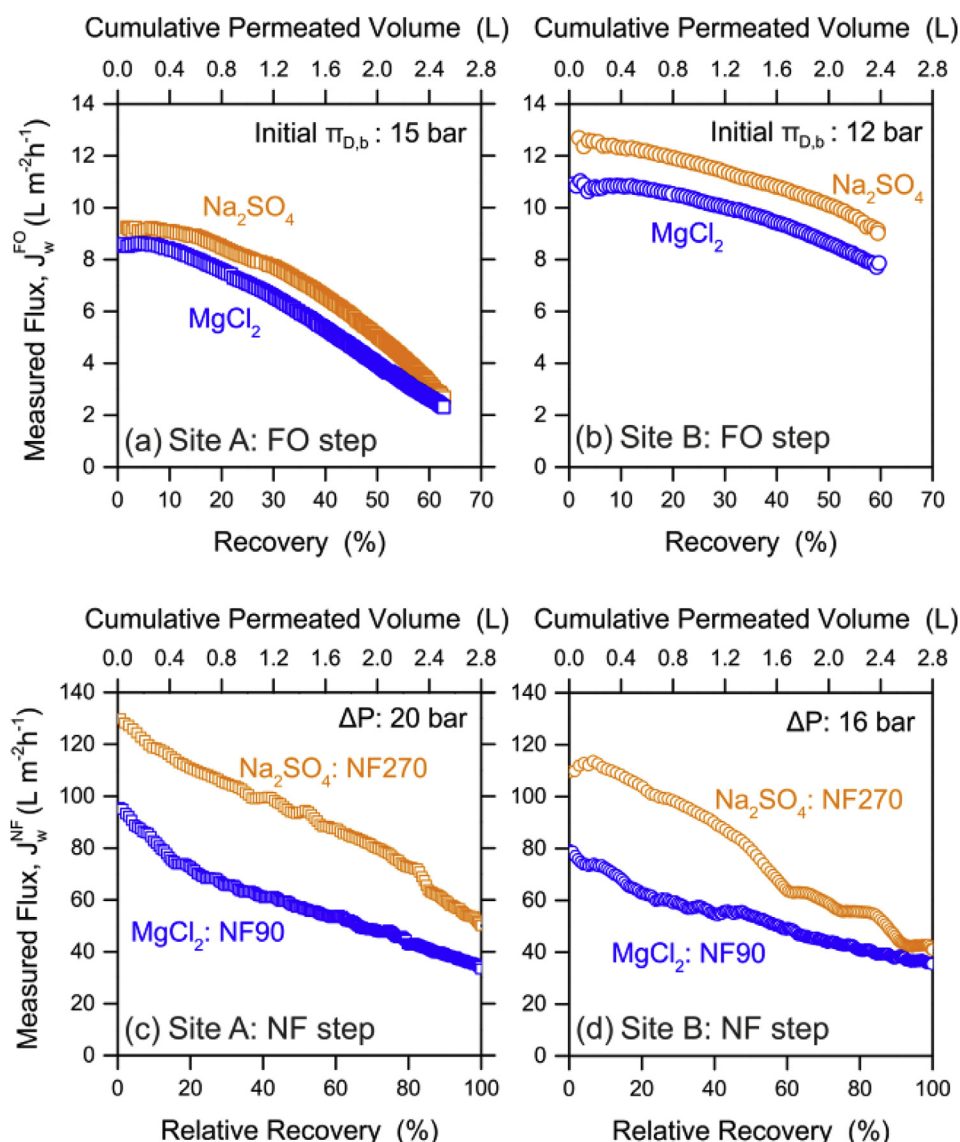 Cumulative Permeated Volume (L)
0.0 0.4 0.8 1.2 1.6 2.0 2.4 2.8
Measured Flux, J_w^FO (L m⁻²h⁻¹)
14
12
10
8
6
4
2
0
Initial π_D,b : 15 bar
Na₂SO₄
MgCl₂
(a) Site A: FO step
0 10 20 30 40 50 60 70
Recovery (%)
Cumulative Permeated Volume (L)
0.0 0.4 0.8 1.2 1.6 2.0 2.4 2.8
14
12
10
8
6
4
2
0
Initial π_D,b : 12 bar
Na₂SO₄
MgCl₂
(b) Site B: FO step
0 10 20 30 40 50 60 70
Recovery (%)
Cumulative Permeated Volume (L)
0.0 0.4 0.8 1.2 1.6 2.0 2.4 2.8
Measured Flux, J_w^NF (L m⁻²h⁻¹)
140
120
100
80
60
40
20
0
ΔP: 20 bar
Na₂SO₄: NF270
MgCl₂: NF90
(c) Site A: NF step
0 20 40 60 80 100
Relative Recovery (%)
Cumulative Permeated Volume (L)
0.0 0.4 0.8 1.2 1.6 2.0 2.4 2.8
140
120
100
80
60
40
20
0
ΔP: 16 bar
Na₂SO₄: NF270
MgCl₂: NF90
(d) Site B: NF step
0 20 40 60 80 100
Relative Recovery (%)